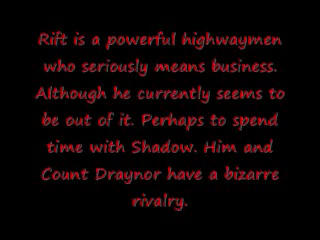 Rift is a powerful highwaymen
who seriously means business.
Although he currently seems to
be out of it. Perhaps to spend
time with Shadow. Him and
Count Draynor have a bizarre
rivalry.